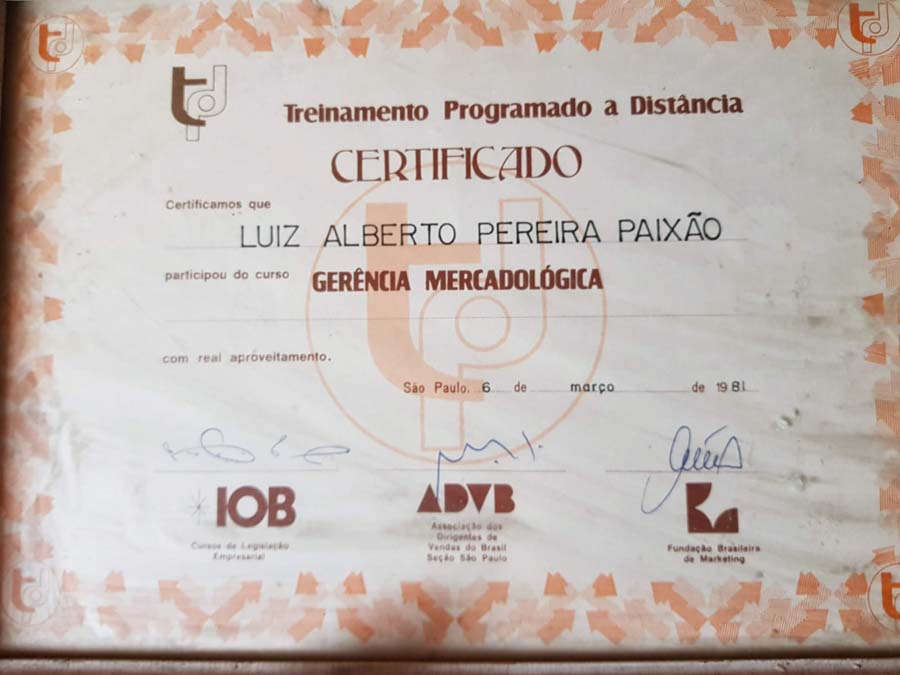 tpd
Treinamento Programado a Distância
CERTIFICADO
Certificamos que
LUIZ ALBERTO PEREIRA PAIXÃO
participou do curso GERÊNCIA MERCADOLÓGICA
com real aproveitamento.
São Paulo, 6 de março de 1981
IOB
Cursos de Legislação
Empresarial
ADVB
Associação dos
Dirigentes de
Vendas do Brasil
Seção São Paulo
Fundação Brasileira
de Marketing